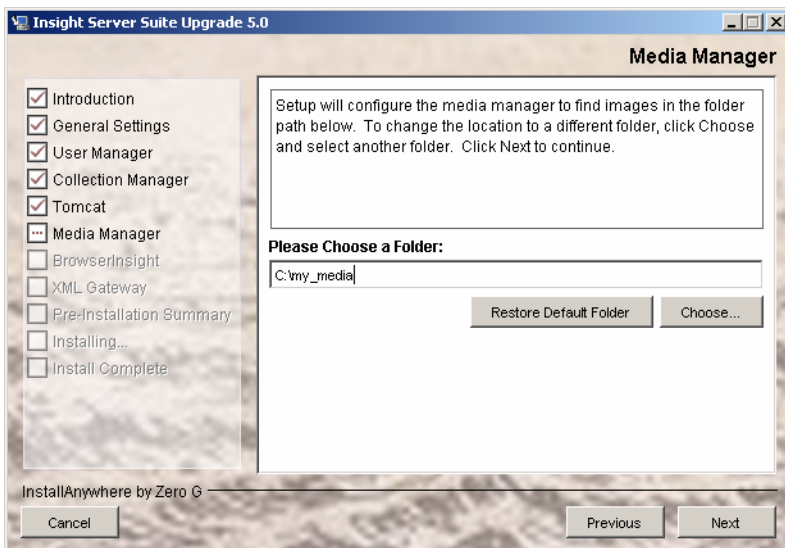 Insight Server Suite Upgrade 5.0
Media Manager
Introduction
General Settings
User Manager
Collection Manager
Tomcat
Media Manager
BrowserInsight
XML Gateway
Pre-Installation Summary
Installing...
Install Complete
Setup will configure the media manager to find images in the folder
path below. To change the location to a different folder, click Choose
and select another folder. Click Next to continue.
Please Choose a Folder:
C:\my_media
Restore Default Folder
Choose...
InstallAnywhere by Zero G
Cancel
Previous
Next